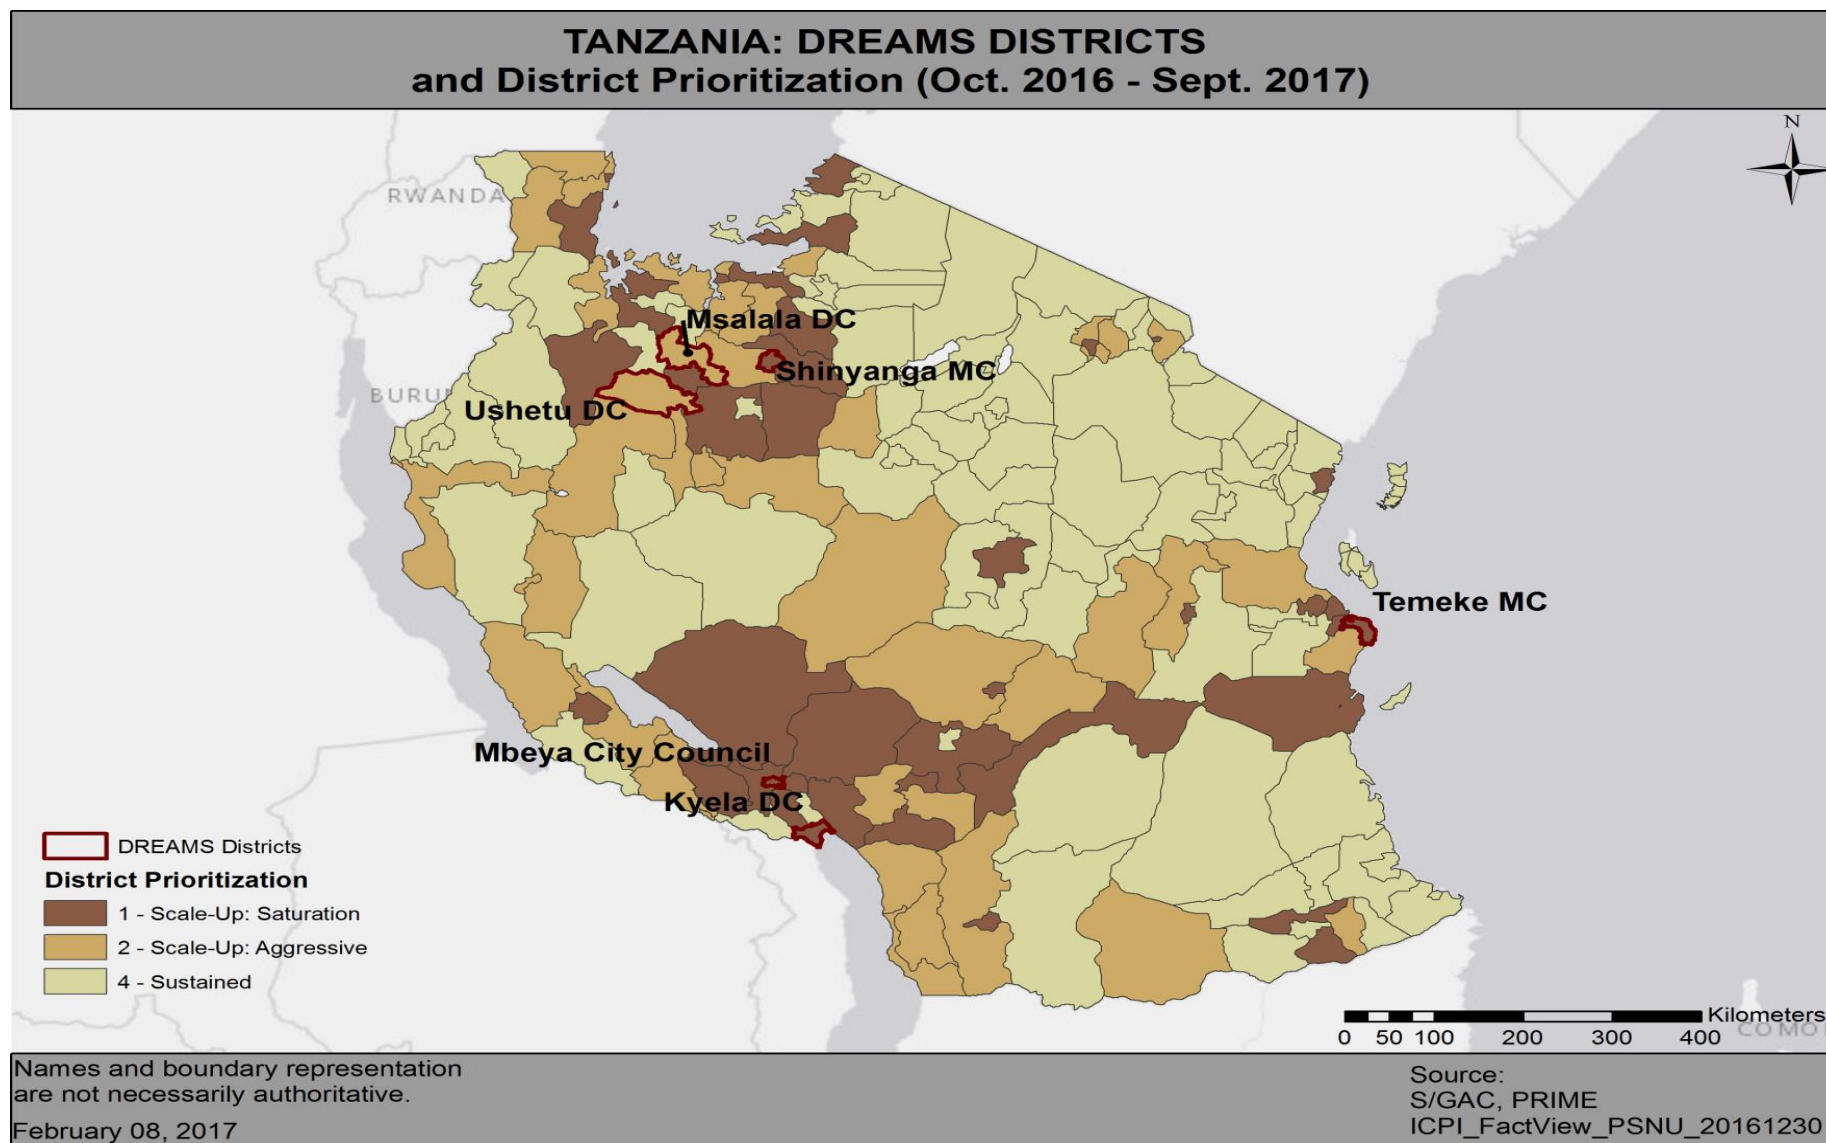 TANZANIA: DREAMS DISTRICTS
and District Prioritization (Oct. 2016 - Sept. 2017)
N
RWANDA
Msalala DC
Shinyanga MC
BURU
Ushetu DC
Temeke MC
Mbeya City Council
Kyela DC
DREAMS Districts
District Prioritization
1 - Scale-Up: Saturation
2 - Scale-Up: Aggressive
4 - Sustained
Kilometers
0 50 100 200 300 400
COMO
Names and boundary representation
are not necessarily authoritative.
February 08, 2017
Source:
S/GAC, PRIME
ICPI_FactView_PSNU_20161230